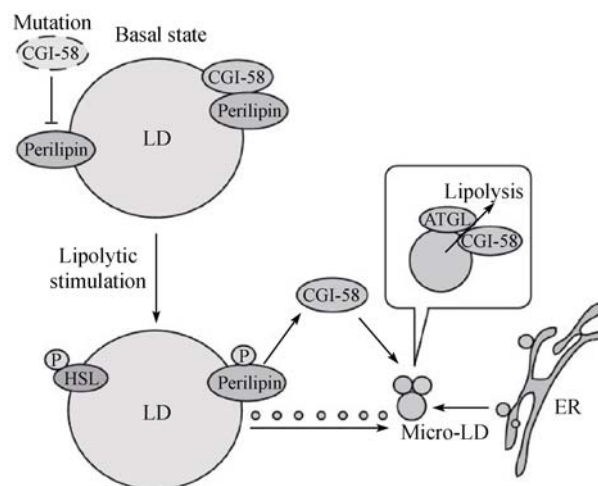 Mutation
CGI-58
Basal state
CGI-58
Perilipin
Perilipin
LD
Lipolysis
ATGL
CGI-58
Lipolytic
stimulation
CGI-58
P
HSL
P
Perilipin
LD
ER
Micro-LD